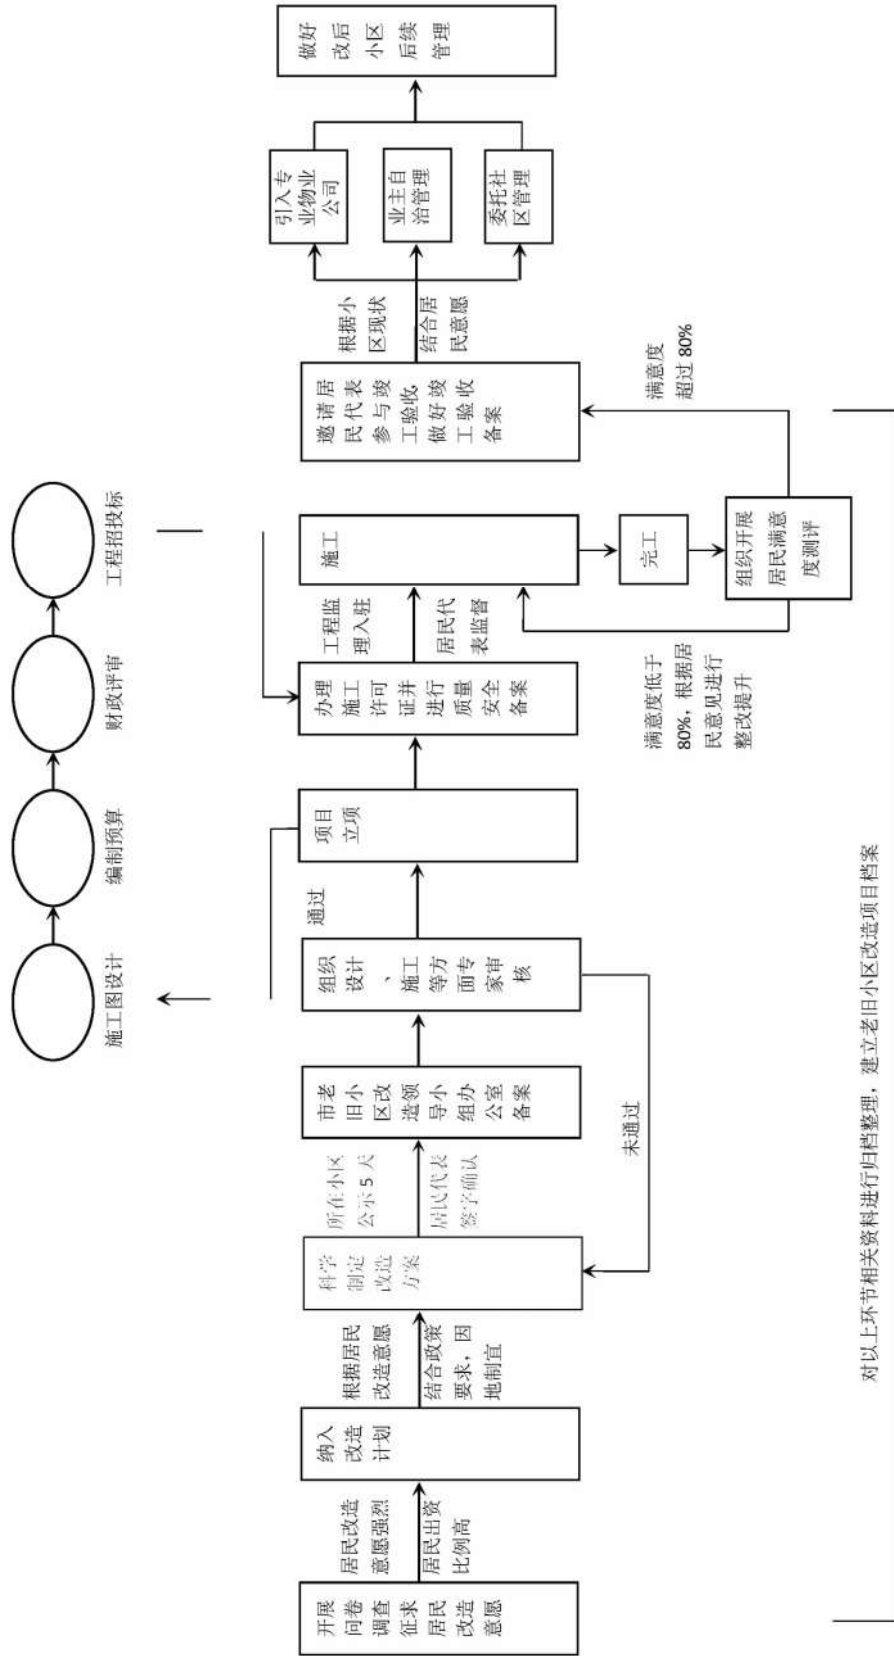 施工图设计
编制预算
财政评审
工程招投标
开展
问卷
调查
征求
居民
改造
意愿
居民改造
意愿强烈
居民出资
比例高
纳入
改造
计划
根据居民
改造意愿
结合政策
要求，因
地制宜
科学
制定
改造
方案
所在小区
公示 5 天
居民代表
签字确认
市老
旧小
区改
造领
导小
组办
公室
备案
组织
设计
、
施工
等方
面专
家审
核
未通过
通过
项目
立项
办理
施工
许可
证并
进行
质量
安全
备案
工程监
理入驻
居民代
表监督
施工
完工
组织开展
居民满意
度测评
满意度低于
80%，根据居
民意见进行
整改提升
满意度
超过 80%
邀请居
民代表
参与竣
工验收,
做好竣
工验收
备案
根据小
区现状
结合居
民意愿
引入专
业物业
公司
业主自
治管理
委托社
区管理
做好
改后
小区
后续
管理
对以上环节相关资料进行归档整理，建立老旧小区改造项目档案